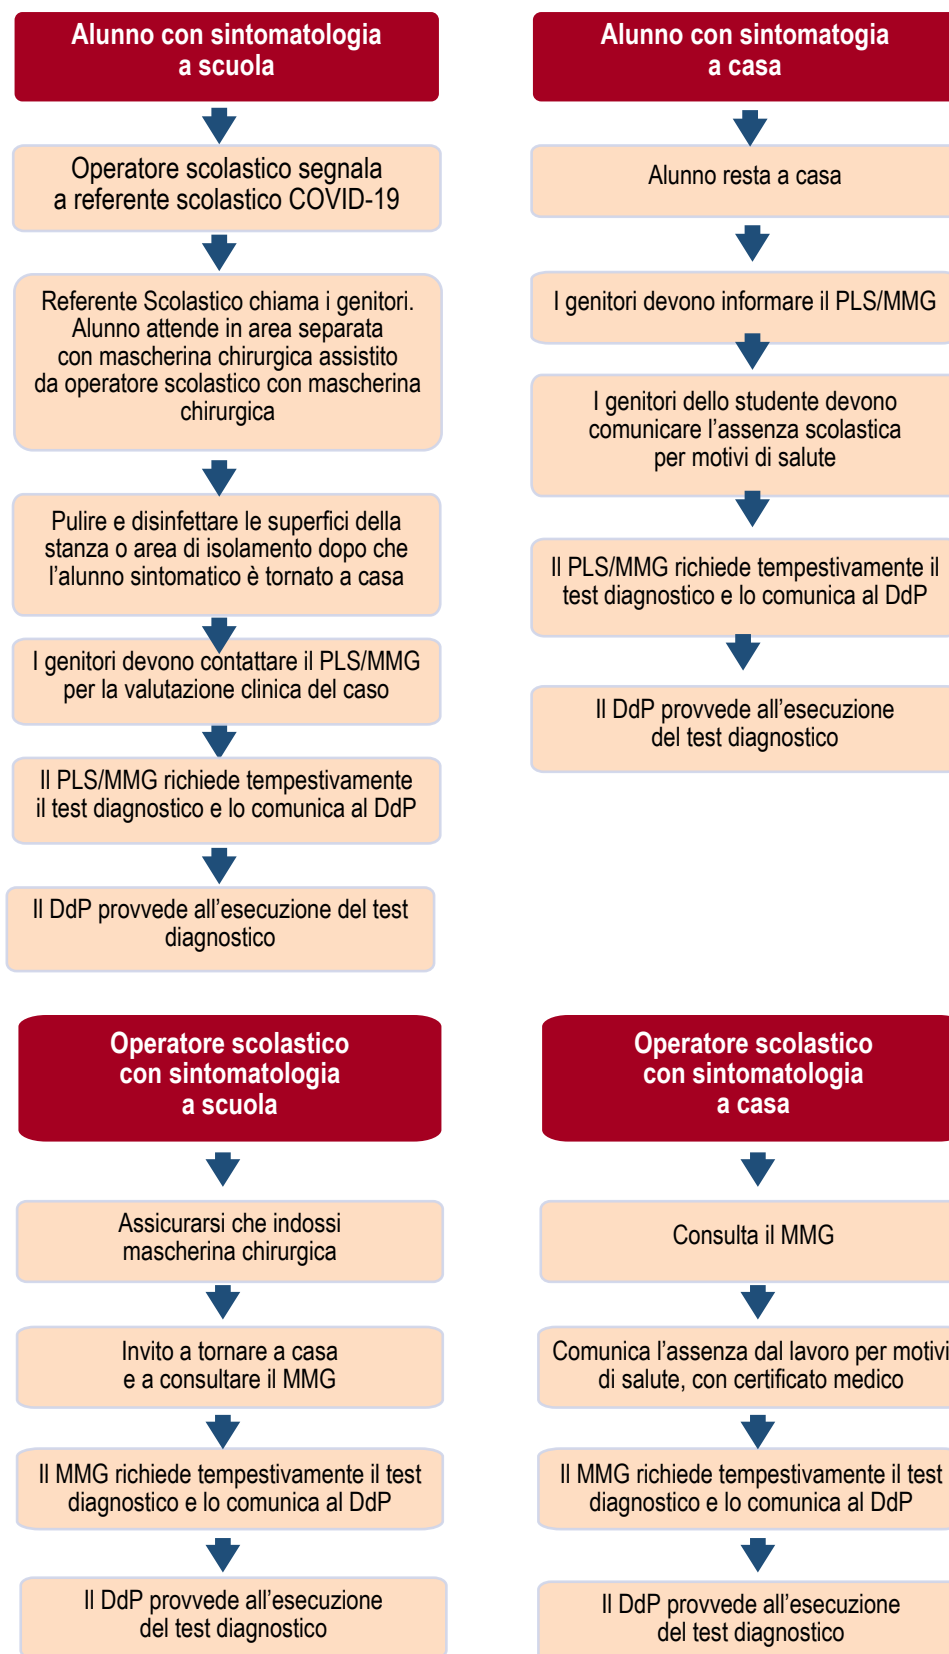 Alunno con sintomatologia
a scuola
Operatore scolastico segnala
a referente scolastico COVID-19
Referente Scolastico chiama i genitori.
Alunno attende in area separata
con mascherina chirurgica assistito
da operatore scolastico con mascherina
chirurgica
Pulire e disinfettare le superfici della
stanza o area di isolamento dopo che
l'alunno sintomatico è tornato a casa
I genitori devono contattare il PLS/MMG
per la valutazione clinica del caso
Il PLS/MMG richiede tempestivamente
il test diagnostico e lo comunica al DdP
Il DdP provvede all'esecuzione del test
diagnostico
Alunno con sintomatogia
a casa
Alunno resta a casa
I genitori devono informare il PLS/MMG
I genitori dello studente devono
comunicare l'assenza scolastica
per motivi di salute
Il PLS/MMG richiede tempestivamente il
test diagnostico e lo comunica al DdP
Il DdP provvede all'esecuzione
del test diagnostico
Operatore scolastico
con sintomatologia
a scuola
Assicurarsi che indossi
mascherina chirurgica
Invito a tornare a casa
e a consultare il MMG
Il MMG richiede tempestivamente il test
diagnostico e lo comunica al DdP
Il DdP provvede all'esecuzione
del test diagnostico
Operatore scolastico
con sintomatologia
a casa
Consulta il MMG
Comunica l'assenza dal lavoro per motivi
di salute, con certificato medico
Il MMG richiede tempestivamente il test
diagnostico e lo comunica al DdP
Il DdP provvede all'esecuzione
del test diagnostico